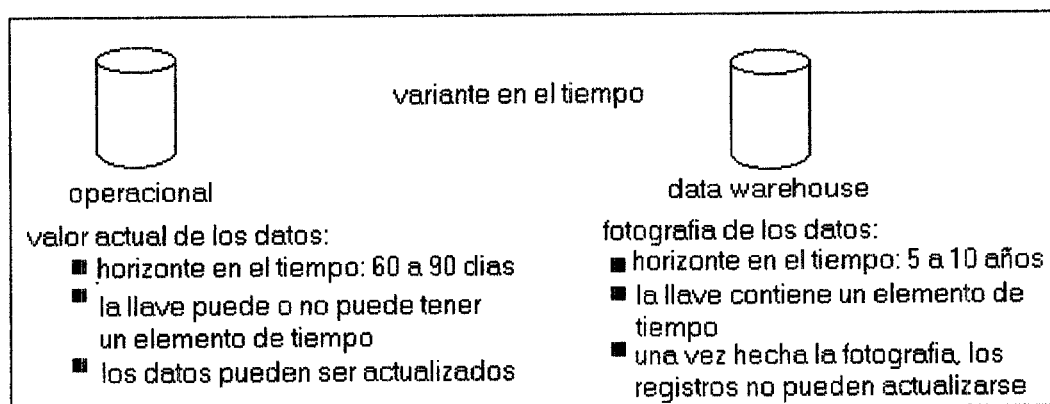 variante en el tiempo
operacional
valor actual de los datos:
horizonte en el tiempo: 60 a 90 dias
la llave puede o no puede tener
un elemento de tiempo
los datos pueden ser actualizados
data warehouse
fotografia de los datos:
horizonte en el tiempo: 5 a 10 años
la llave contiene un elemento de
tiempo
una vez hecha la fotografia, los
registros no pueden actualizarse